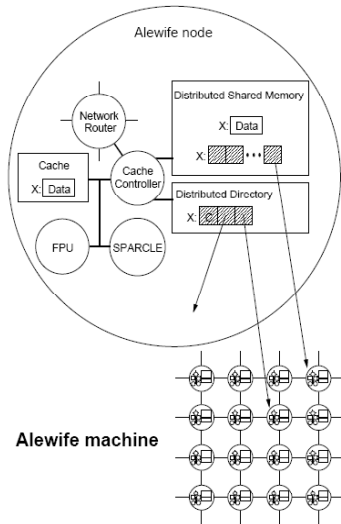 Alewife node
Network
Router
Distributed Shared Memory
X: Data
X:
Cache
X: Data
Cache
Controller
Distributed Directory
X: C
FPU
SPARCLE
Alewife machine